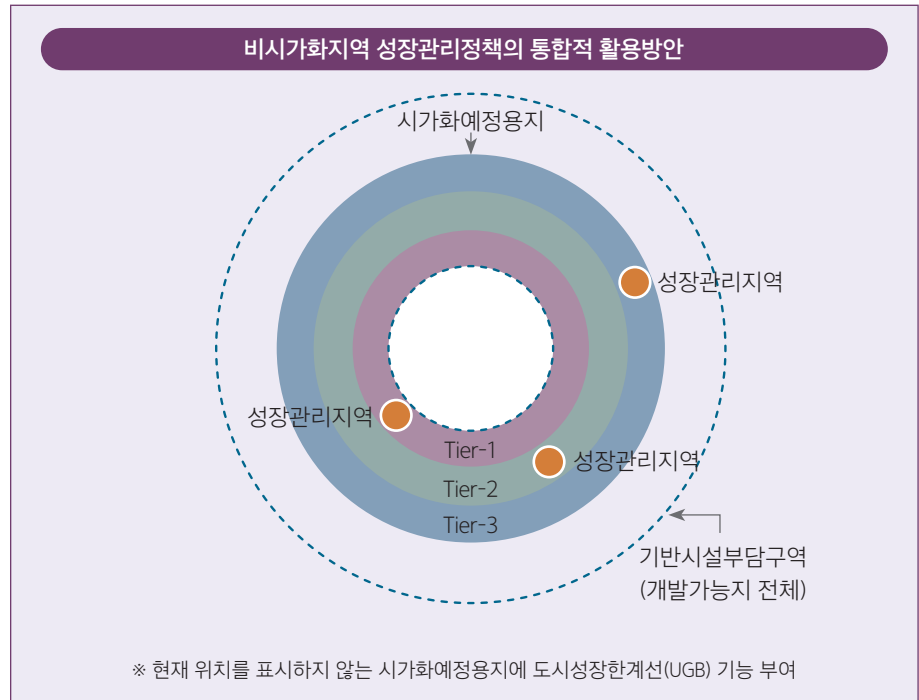 비시가화지역 성장관리정책의 통합적 활용방안
시가화예정용지
성장관리지역
성장관리지역
Tier-1
성장관리지역
Tier-2
Tier-3
기반시설부담구역
(개발가능지 전체)
※ 현재 위치를 표시하지 않는 시가화예정용지에 도시성장한계선(UGB) 기능 부여